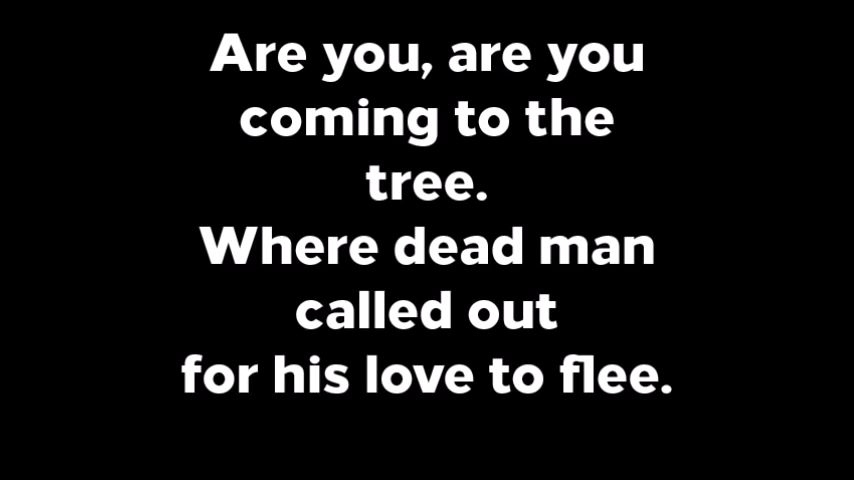 Are you, are you
coming to the
tree.
Where dead man
called out
for his love to flee.